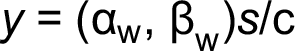 y = (αw, βw)s/c